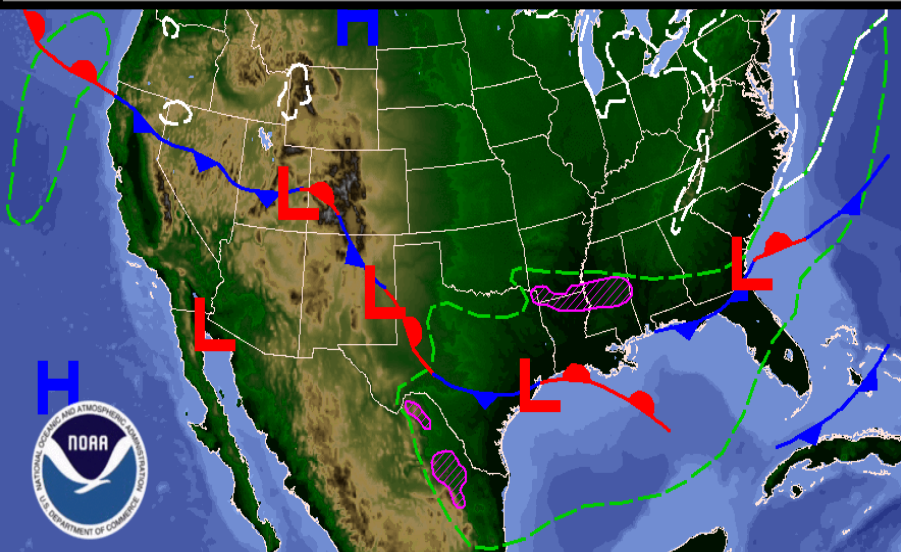 H
L
L
L
L
L
H
NOAA
NATIONAL OCEANIC AND ATMOSPHERIC ADMINISTRATION
U.S. DEPARTMENT OF COMMERCE